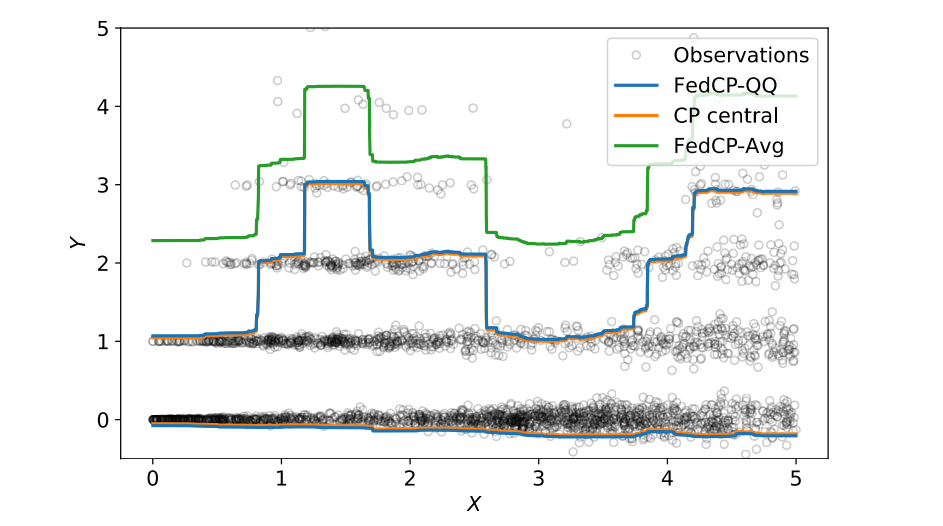 5
4
3
2
1
0
Y
0 1 2 3 4 5
X
Observations
FedCP-QQ
CP central
FedCP-Avg